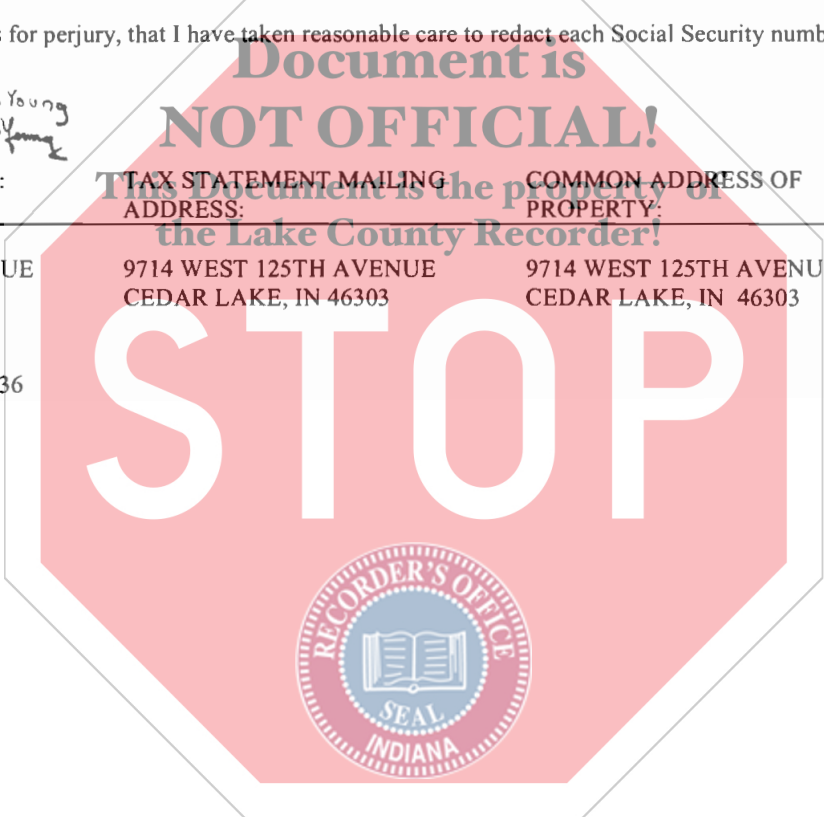 s for perjury, that I have taken reasonable care to redact each Social Security numb
Document is
NOT OFFICIAL!
Young
Young
:
TAX STATEMENT MAILING
ADDRESS:
COMMON ADDRESS OF
PROPERTY:
This Document is the property of
the Lake County Recorder!
UE
9714 WEST 125TH AVENUE
CEDAR LAKE, IN 46303
9714 WEST 125TH AVENU
CEDAR LAKE, IN 46303
36
STOP
RECORDER'S OFFICE
SEAL
INDIANA